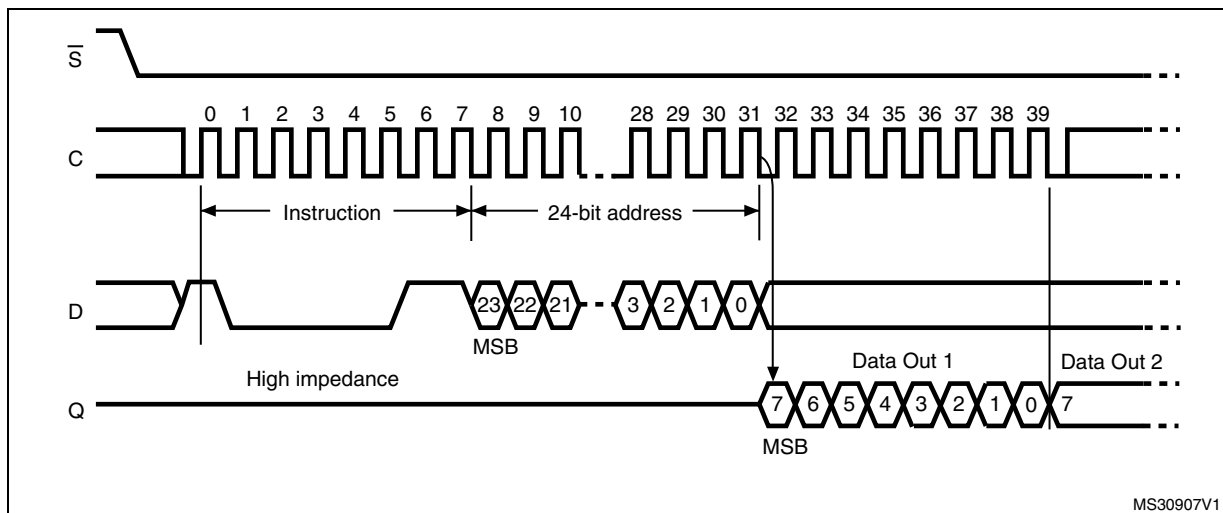 S̅
0 1 2 3 4 5 6 7 8 9 10 28 29 30 31 32 33 34 35 36 37 38 39
C
Instruction 24-bit address
D 23 22 21 3 2 1 0
MSB
High impedance Data Out 1 Data Out 2
Q 7 6 5 4 3 2 1 0 7
MSB
MS30907V1